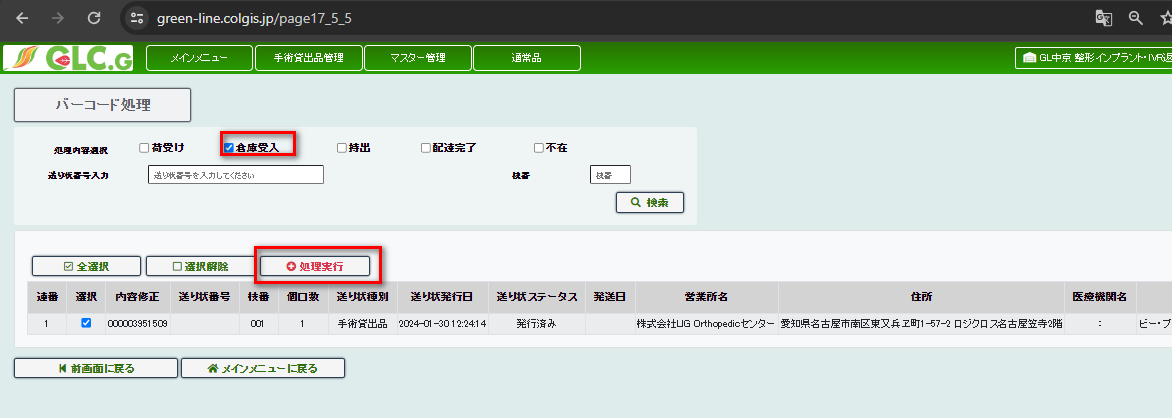 green-line.colgis.jp/page17_5_5
GLC.G
メインメニュー
手術貸出品管理
マスター管理
通常品
GL中京 整形インプラント・IVR返
バーコード処理
処理内容選択 荷受け 倉庫受入 持出 配達完了 不在
送り状番号入力 送り状番号を入力してください 枝番 枝番
検索
全選択 選択解除 処理実行
連番 選択 内容修正 送り状番号 枝番 個口数 送り状種別 送り状発行日 送り状ステータス 発送日 営業所名 住所 医療機関名
1 000003951509 001 1 手術貸出品 2024-01-30 12:24:14 発行済み 株式会社IJG Orthopedicセンター 愛知県名古屋市南区東又兵ヱ町1-57-2 ロジクロス名古屋笠寺2階 : ビー・ブ
前画面に戻る メインメニューに戻る